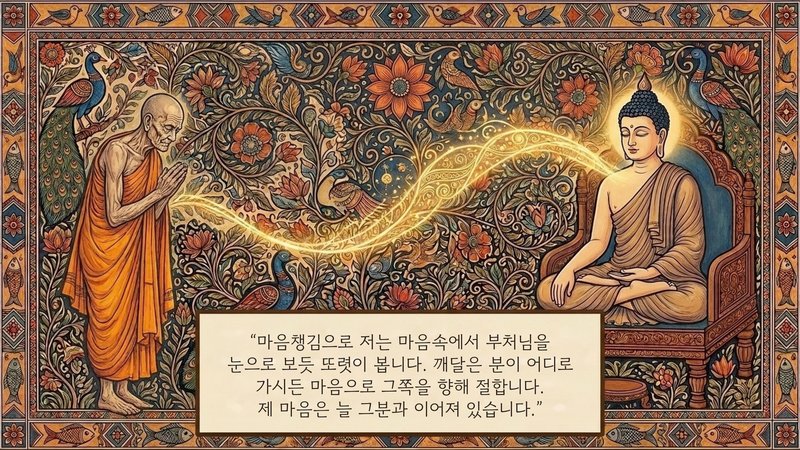 “마음챙김으로 저는 마음속에서 부처님을
눈으로 보듯 또렷이 봅니다. 깨달은 분이 어디로
가시든 마음으로 그쪽을 향해 절합니다.
제 마음은 늘 그분과 이어져 있습니다.”